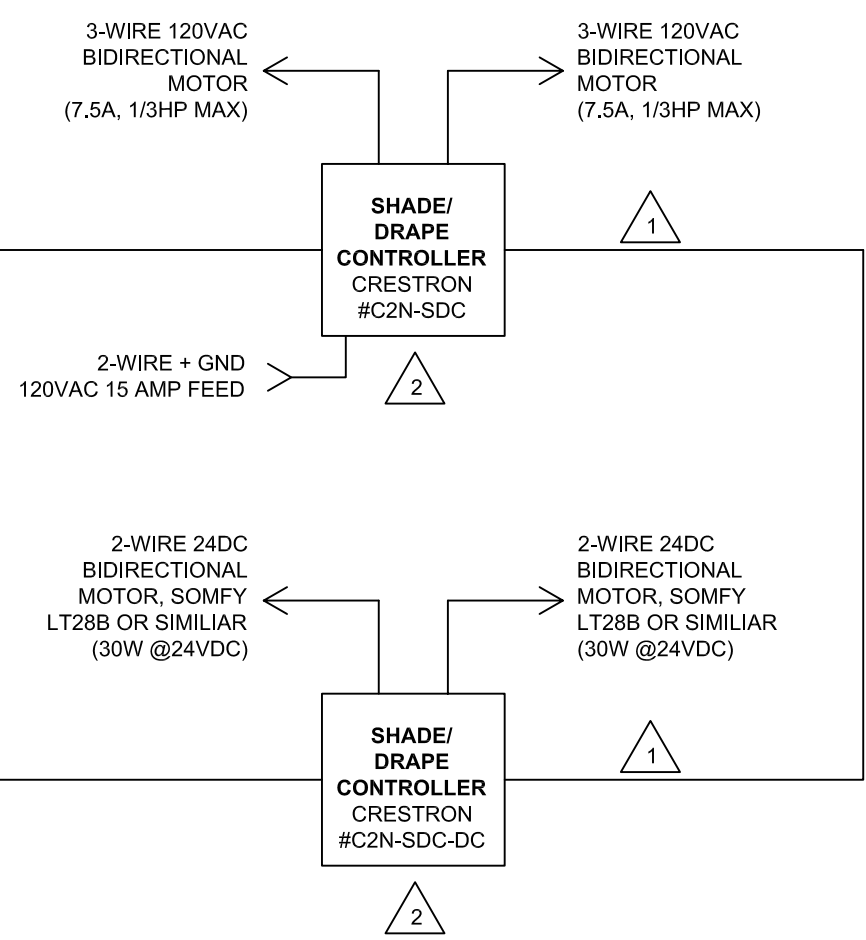 3-WIRE 120VAC
BIDIRECTIONAL
MOTOR
(7.5A, 1/3HP MAX)
3-WIRE 120VAC
BIDIRECTIONAL
MOTOR
(7.5A, 1/3HP MAX)
SHADE/
DRAPE
CONTROLLER
CRESTRON
#C2N-SDC
1
2-WIRE + GND
120VAC 15 AMP FEED
2
2-WIRE 24DC
BIDIRECTIONAL
MOTOR, SOMFY
LT28B OR SIMILIAR
(30W @24VDC)
2-WIRE 24DC
BIDIRECTIONAL
MOTOR, SOMFY
LT28B OR SIMILIAR
(30W @24VDC)
SHADE/
DRAPE
CONTROLLER
CRESTRON
#C2N-SDC-DC
1
2